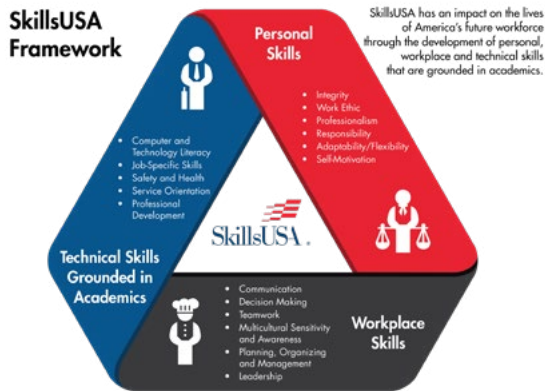 SkillsUSA
Framework
SkillsUSA has an impact on the lives
of America's future workforce
through the development of personal,
workplace and technical skills
that are grounded in academics.
Personal
Skills
• Integrity
• Work Ethic
• Professionalism
• Responsibility
• Adaptability/Flexibility
• Self-Motivation
• Computer and
Technology Literacy
• Job-Specific Skills
• Safety and Health
• Service Orientation
• Professional
Development
SkillsUSA®
Technical Skills
Grounded in
Academics
• Communication
• Decision Making
• Teamwork
• Multicultural Sensitivity
and Awareness
• Planning, Organizing
and Management
• Leadership
Workplace
Skills